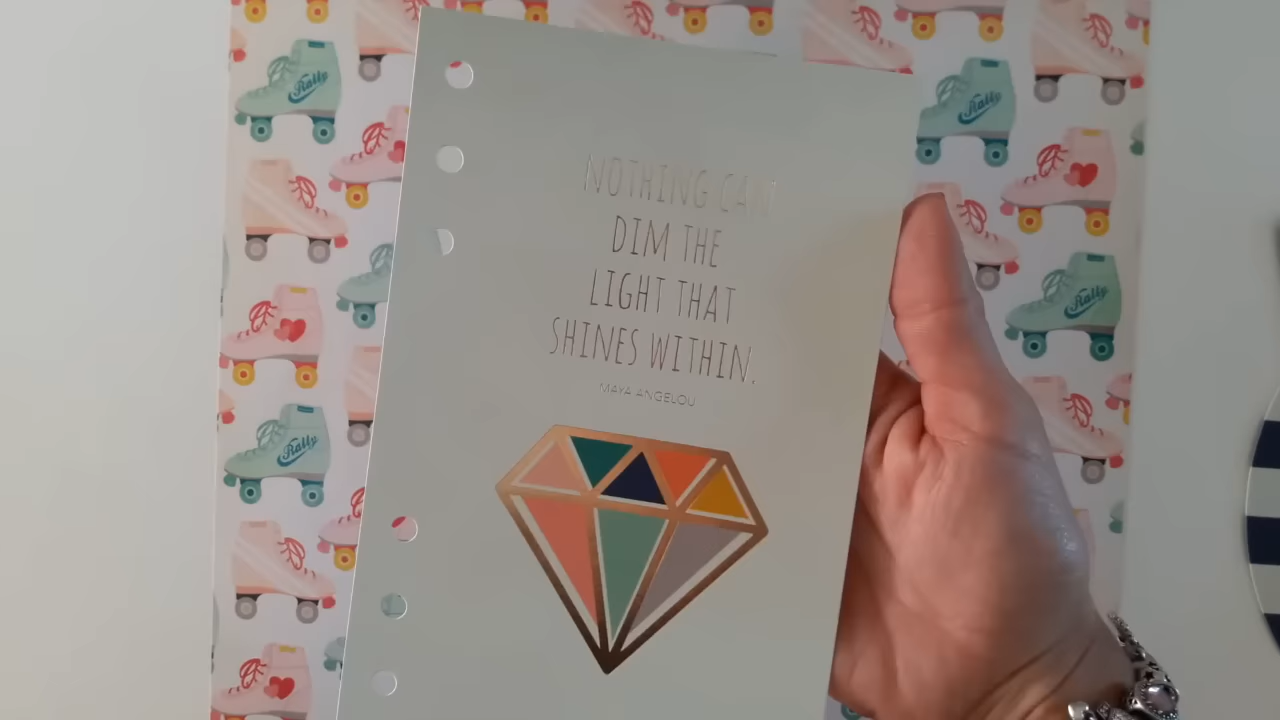 NOTHING CAN
DIM THE
LIGHT THAT
SHINES WITHIN.
MAYA ANGELOU
Rally
Rally
Rally
Rally